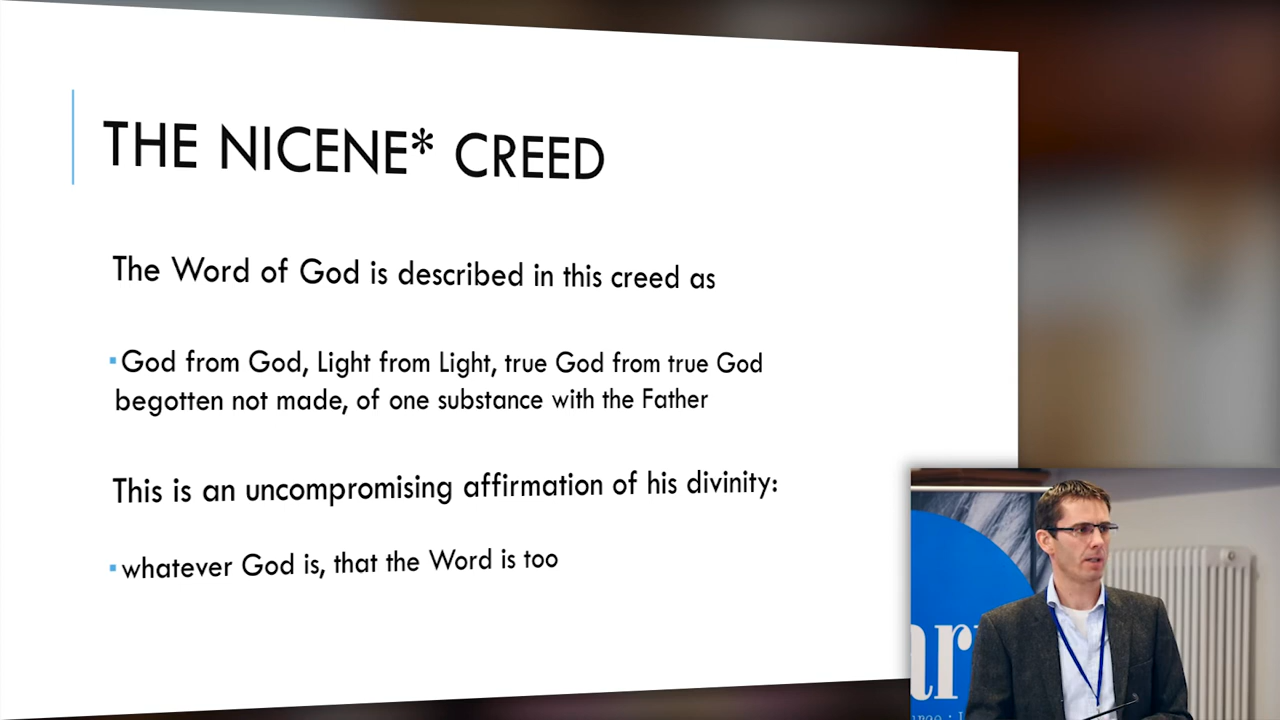 THE NICENE* CREED
The Word of God is described in this creed as
▪God from God, Light from Light, true God from true God
begotten not made, of one substance with the Father
This is an uncompromising affirmation of his divinity:
▪whatever God is, that the Word is too